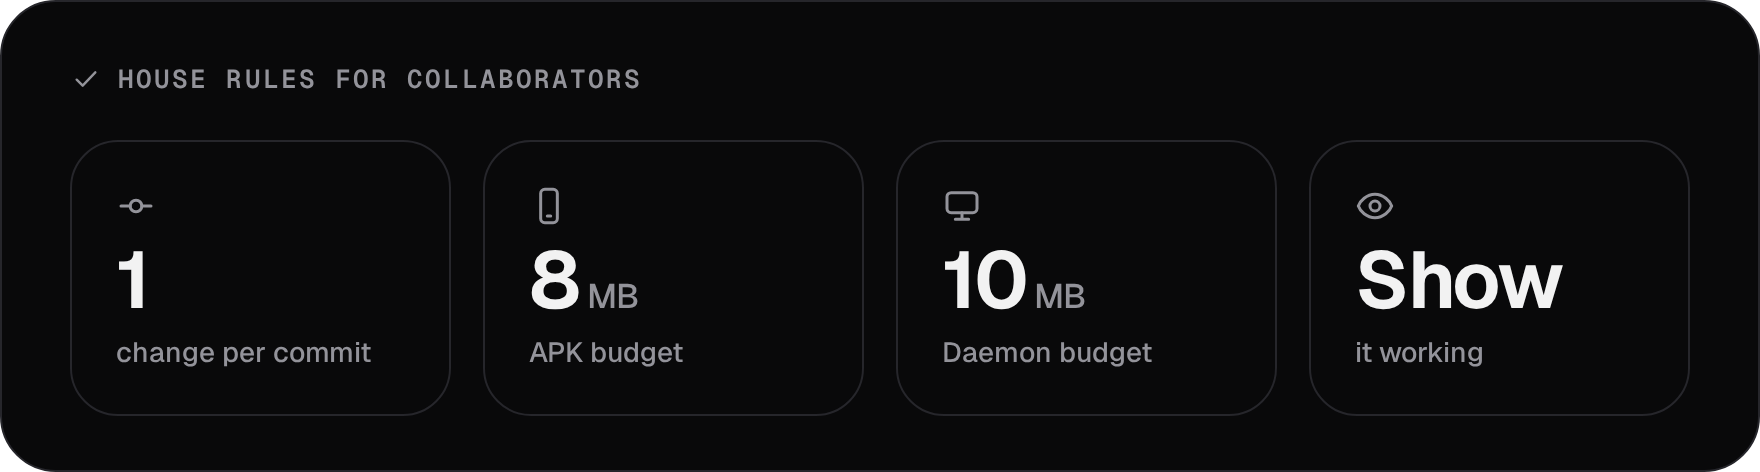 HOUSE RULES FOR COLLABORATORS
1
change per commit
8 MB
APK budget
10 MB
Daemon budget
Show
it working